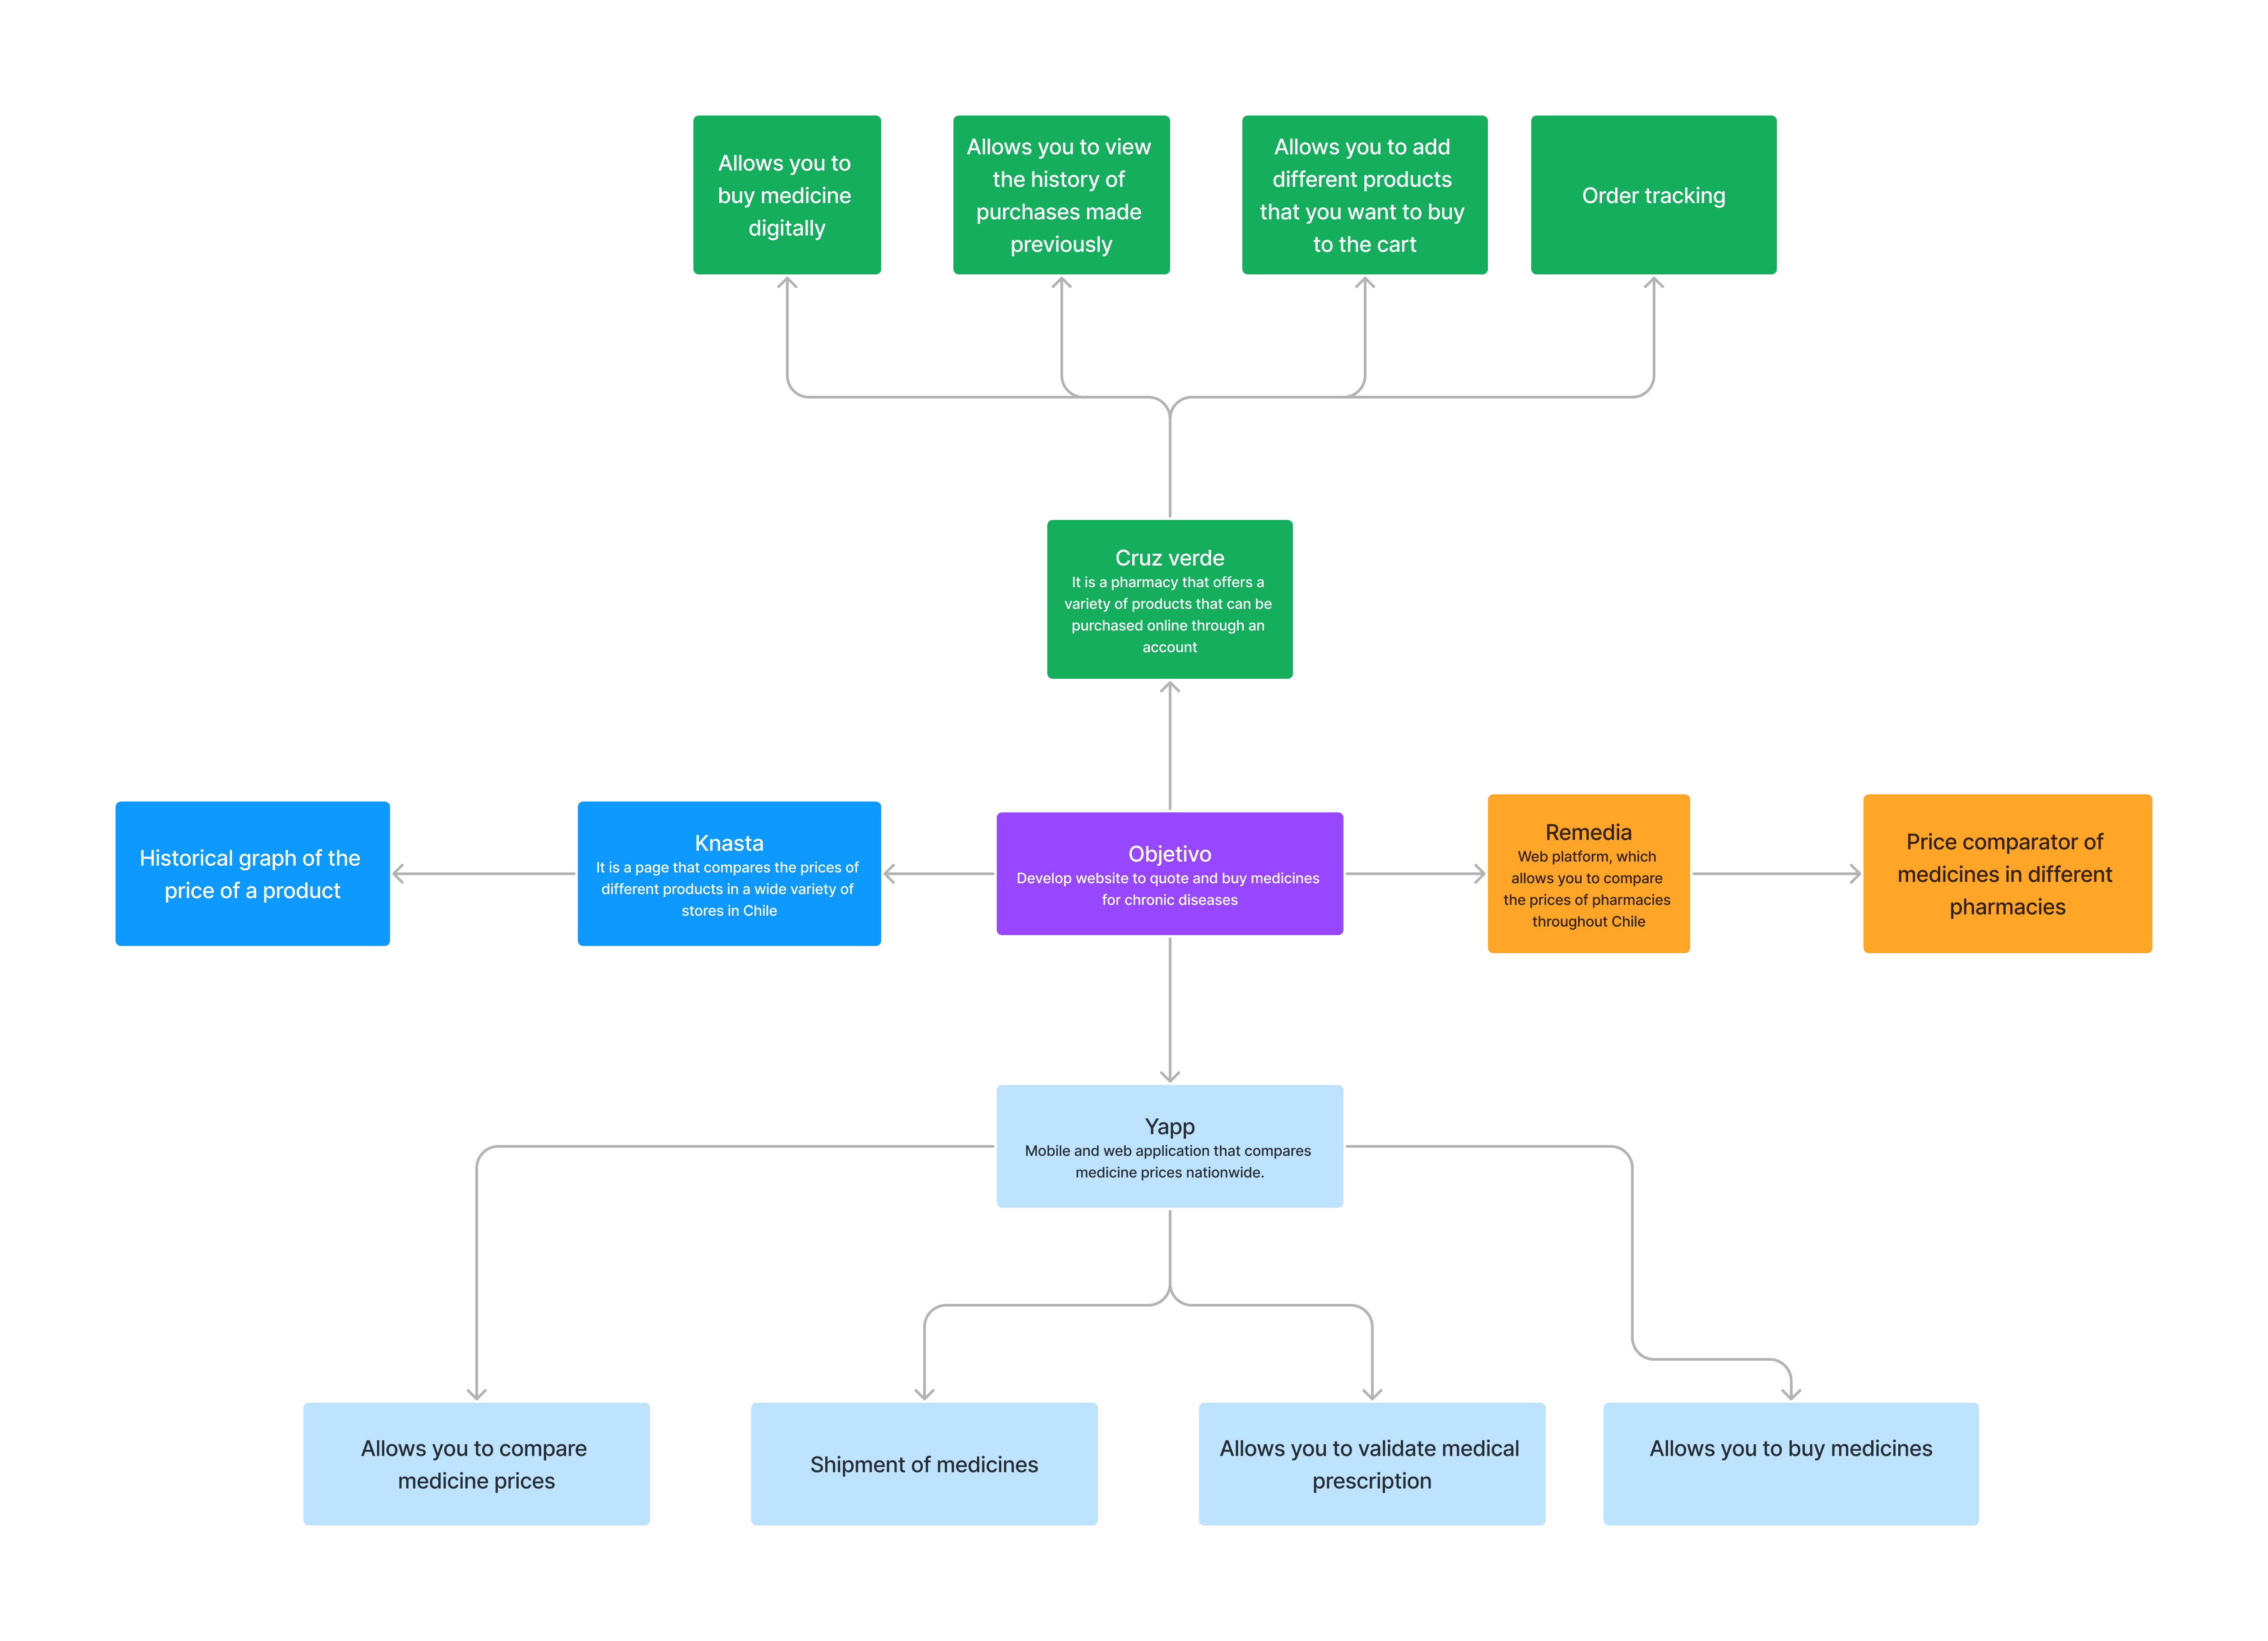 Allows you to
buy medicine
digitally
Allows you to view
the history of
purchases made
previously
Allows you to add
different products
that you want to buy
to the cart
Order tracking
Cruz verde
It is a pharmacy that offers a
variety of products that can be
purchased online through an
account
Historical graph of the
price of a product
Knasta
It is a page that compares the prices of
different products in a wide variety of
stores in Chile
Objetivo
Develop website to quote and buy medicines
for chronic diseases
Remedia
Web platform, which
allows you to compare
the prices of pharmacies
throughout Chile
Price comparator of
medicines in different
pharmacies
Yapp
Mobile and web application that compares
medicine prices nationwide.
Allows you to compare
medicine prices
Shipment of medicines
Allows you to validate medical
prescription
Allows you to buy medicines